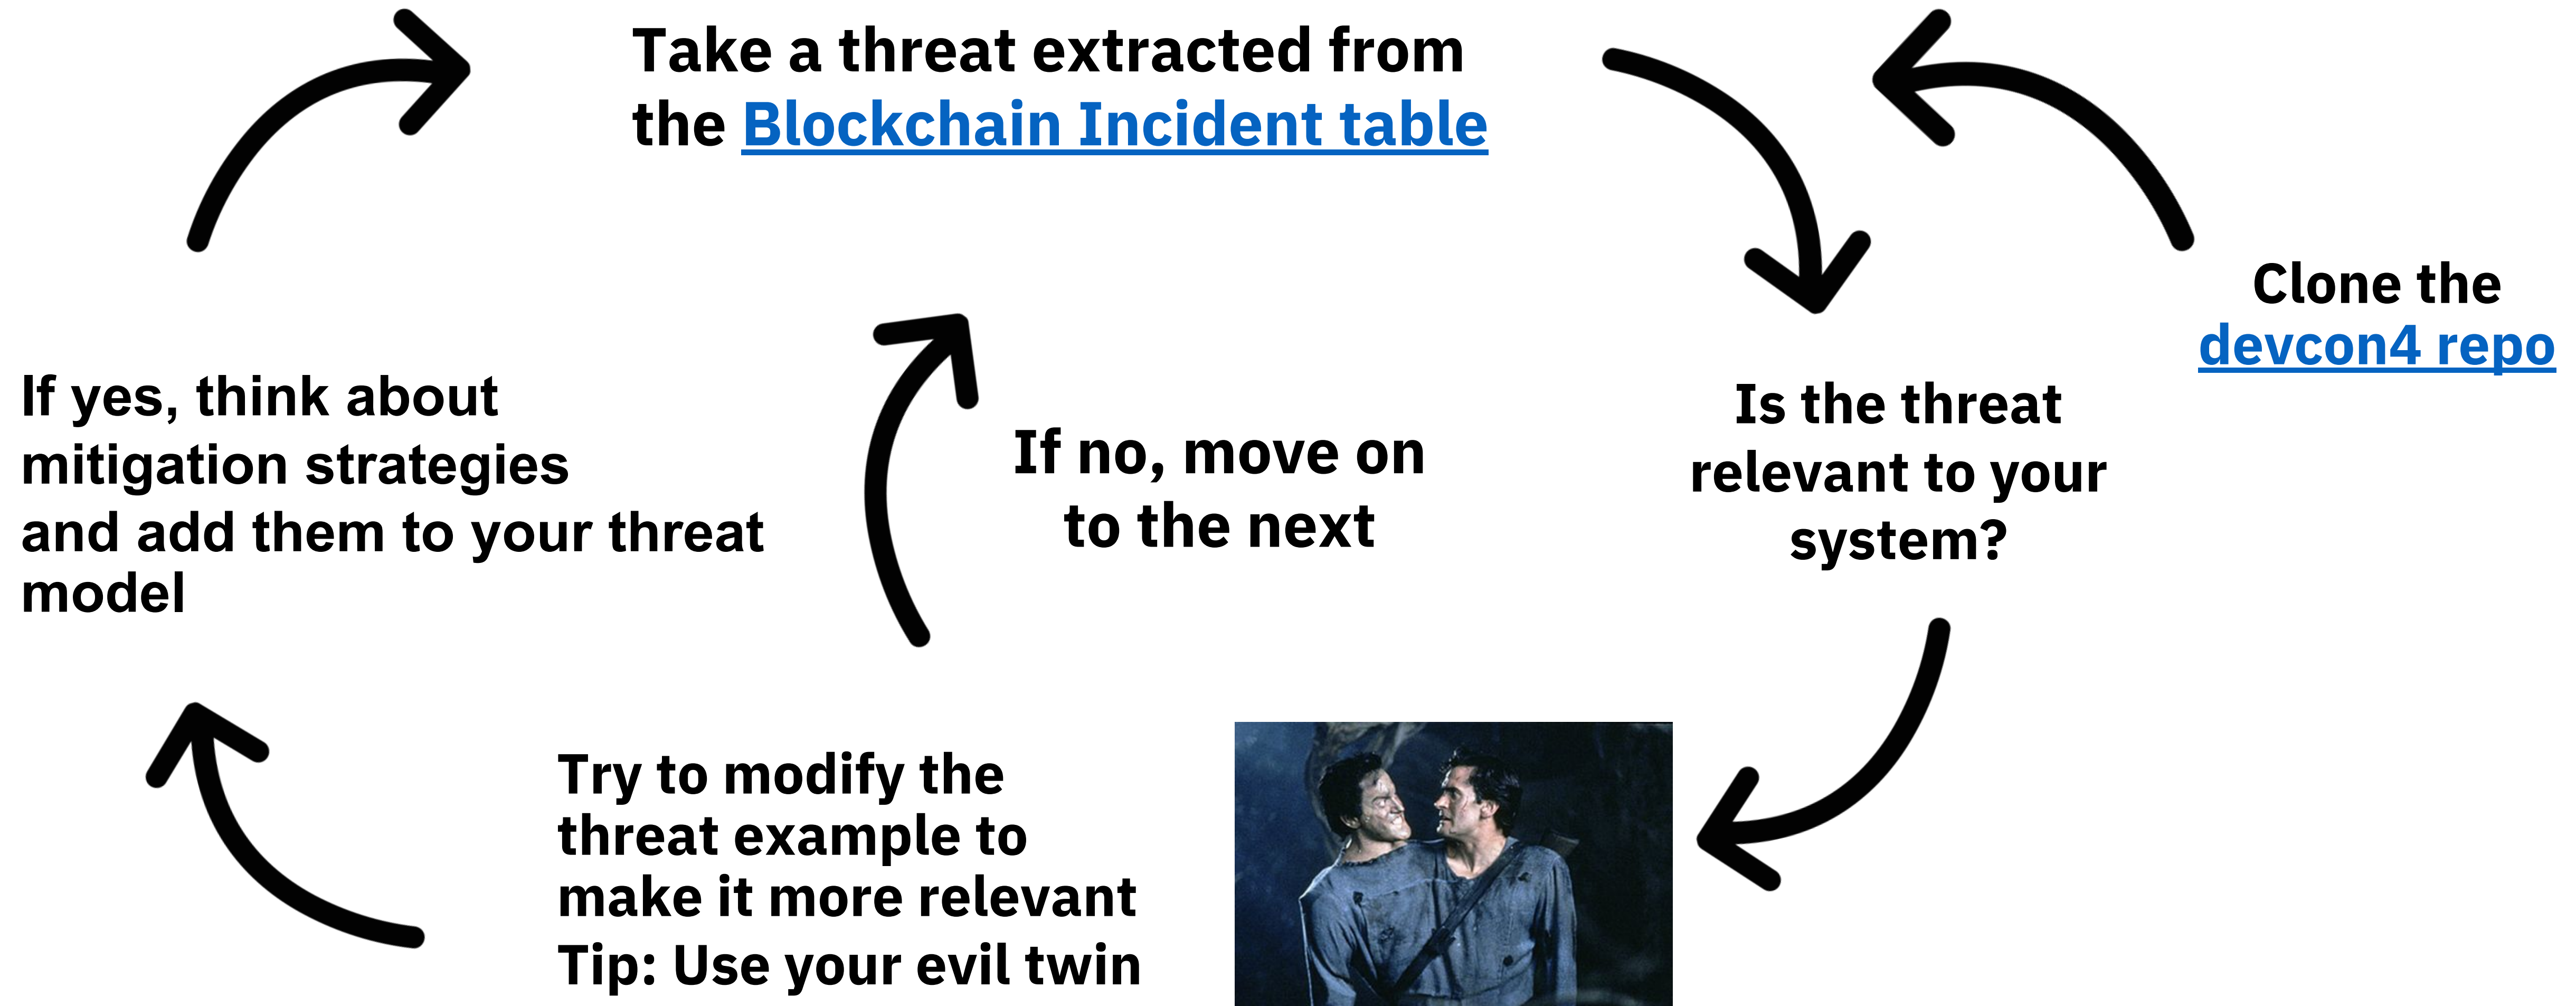 Take a threat extracted from
the Blockchain Incident table
Clone the
devcon4 repo
Is the threat
relevant to your
system?
Try to modify the
threat example to
make it more relevant
Tip: Use your evil twin
If no, move on
to the next
If yes, think about
mitigation strategies
and add them to your threat
model